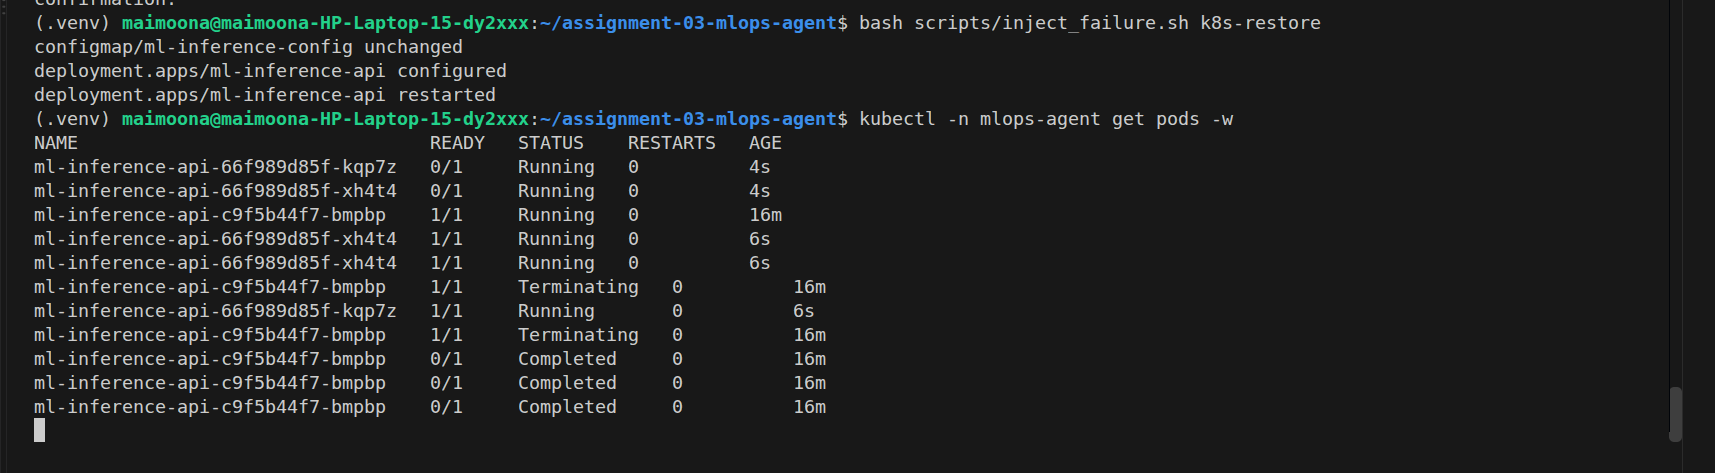 confirmation.
(.venv) maimoona@maimoona-HP-Laptop-15-dy2xxx:~/assignment-03-mlops-agent$ bash scripts/inject_failure.sh k8s-restore
configmap/ml-inference-config unchanged
deployment.apps/ml-inference-api configured
deployment.apps/ml-inference-api restarted
(.venv) maimoona@maimoona-HP-Laptop-15-dy2xxx:~/assignment-03-mlops-agent$ kubectl -n mlops-agent get pods -w
NAME                                READY   STATUS    RESTARTS   AGE
ml-inference-api-66f989d85f-kqp7z   0/1     Running   0          4s
ml-inference-api-66f989d85f-xh4t4   0/1     Running   0          4s
ml-inference-api-c9f5b44f7-bmpbp    1/1     Running   0          16m
ml-inference-api-66f989d85f-xh4t4   1/1     Running   0          6s
ml-inference-api-66f989d85f-xh4t4   1/1     Running   0          6s
ml-inference-api-c9f5b44f7-bmpbp    1/1     Terminating   0          16m
ml-inference-api-66f989d85f-kqp7z   1/1     Running       0          6s
ml-inference-api-c9f5b44f7-bmpbp    1/1     Terminating   0          16m
ml-inference-api-c9f5b44f7-bmpbp    0/1     Completed     0          16m
ml-inference-api-c9f5b44f7-bmpbp    0/1     Completed     0          16m
ml-inference-api-c9f5b44f7-bmpbp    0/1     Completed     0          16m